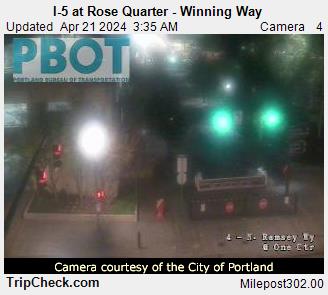 I-5 at Rose Quarter - Winning Way
Updated Apr 21 2024 3:35 AM Camera 4
PBOT
PORTLAND BUREAU OF TRANSPORTATION
4 - N. Ramsey Wy
@ One Ctr
Camera courtesy of the City of Portland
TripCheck.com Milepost302.00